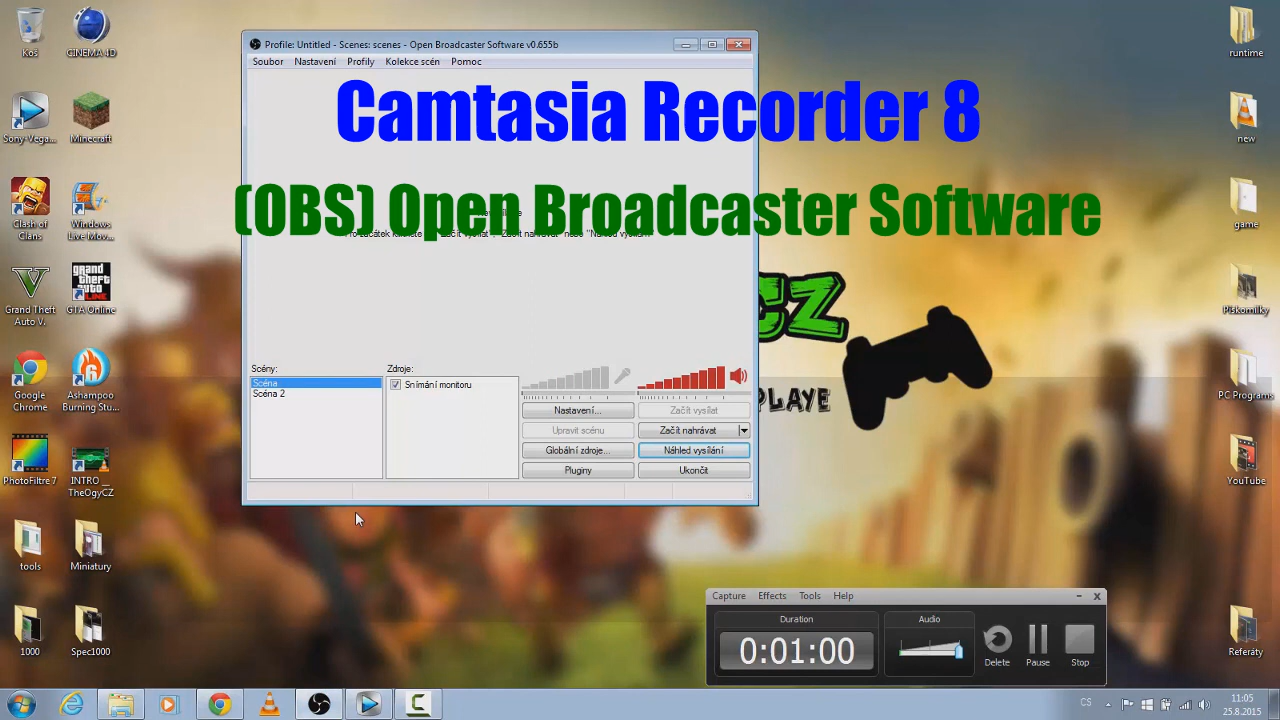 Koš
CINEMA 4D
Sony Vega...
Minecraft
Clash of Clans
Windows Live Mov...
Grand Theft Auto V.
GTA Online
Google Chrome
Ashampoo Burning Stu...
PhotoFiltre 7
INTRO __ TheOgyCZ
tools
Miniatury
1000
Spec1000
Profile: Untitled - Scenes: scenes - Open Broadcaster Software v0.655b
Soubor Nastavení Profily Kolekce scén Pomoc
Camtasia Recorder 8
(OBS) Open Broadcaster Software
Scény:
Scéna
Scéna 2
Zdroje:
Snímání monitoru
Nastavení...
Začít vysílat
Upravit scénu
Začít nahrávat
Globální zdroje...
Náhled vysílání
Pluginy
Ukončit
CZ
PLAYE
runtime
new
game
Piškomilky
PC Programs
YouTube
Referáty
Capture Effects Tools Help
Duration
0:01:00
Audio
Delete
Pause
Stop
CS
11:05
25.8.2015